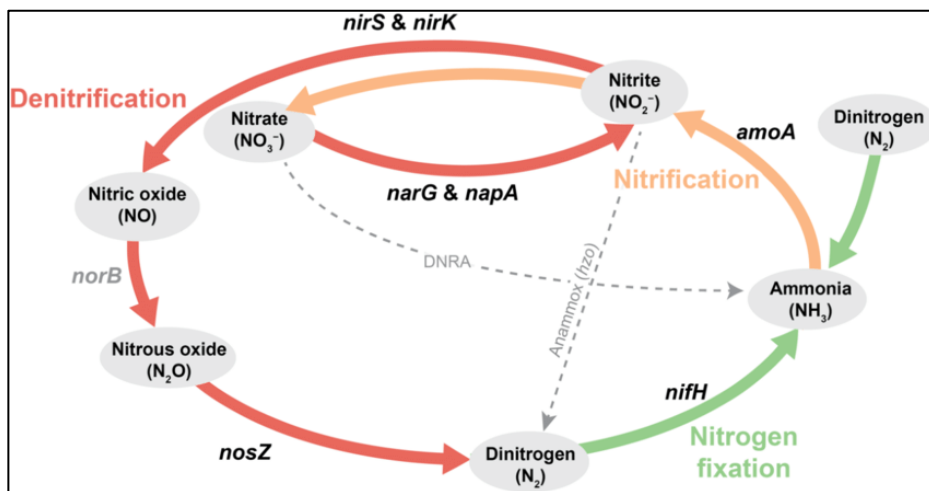 nirS & nirK
Denitrification
Nitrate
(NO₃⁻)
Nitrite
(NO₂⁻)
amoA
Dinitrogen
(N₂)
narG & napA
Nitrification
Nitric oxide
(NO)
norB
DNRA
Anammox (hzo)
Ammonia
(NH₃)
Nitrous oxide
(N₂O)
nifH
nosZ
Dinitrogen
(N₂)
Nitrogen
fixation